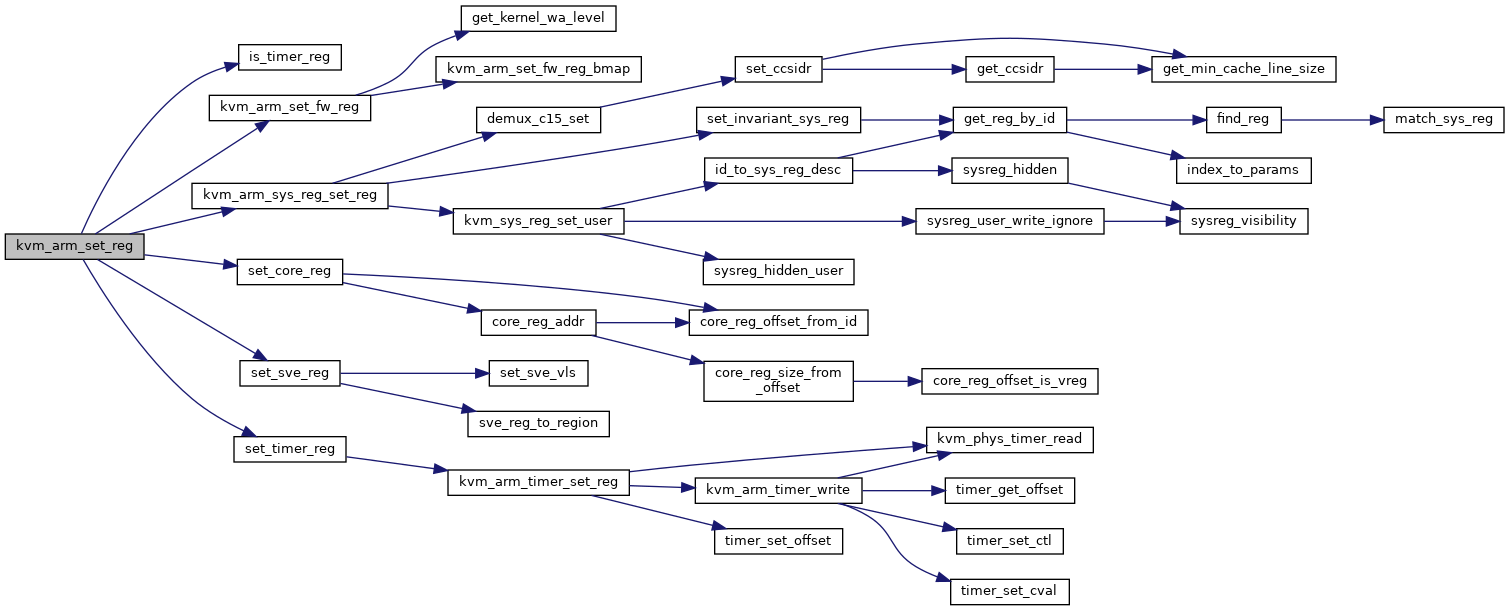 kvm_arm_set_reg
is_timer_reg
kvm_arm_set_fw_reg
get_kernel_wa_level
kvm_arm_set_fw_reg_bmap
kvm_arm_sys_reg_set_reg
demux_c15_set
set_ccsidr
get_ccsidr
get_min_cache_line_size
set_invariant_sys_reg
get_reg_by_id
find_reg
match_sys_reg
index_to_params
kvm_sys_reg_set_user
id_to_sys_reg_desc
sysreg_hidden
sysreg_user_write_ignore
sysreg_visibility
sysreg_hidden_user
set_core_reg
core_reg_addr
core_reg_offset_from_id
core_reg_size_from
_offset
core_reg_offset_is_vreg
set_sve_reg
set_sve_vls
sve_reg_to_region
set_timer_reg
kvm_arm_timer_set_reg
kvm_phys_timer_read
kvm_arm_timer_write
timer_get_offset
timer_set_offset
timer_set_ctl
timer_set_cval